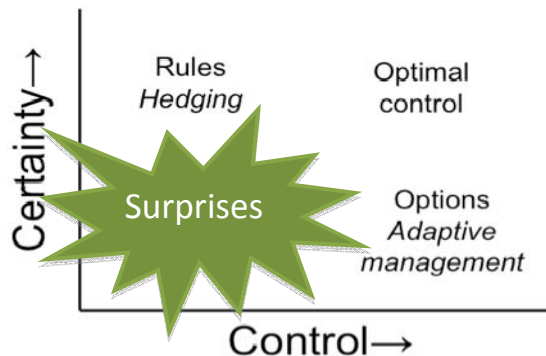 Certainty→
Rules
Hedging
Optimal
control
Surprises
Options
Adaptive
management
Control→